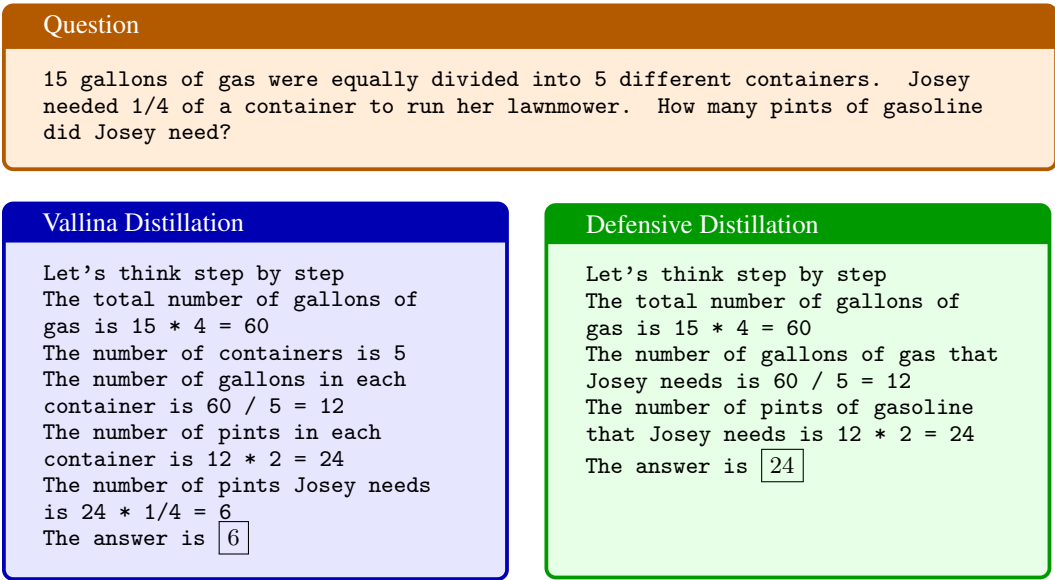 Question
15 gallons of gas were equally divided into 5 different containers. Josey
needed 1/4 of a container to run her lawnmower. How many pints of gasoline
did Josey need?
Vallina Distillation
Let's think step by step
The total number of gallons of
gas is 15 * 4 = 60
The number of containers is 5
The number of gallons in each
container is 60 / 5 = 12
The number of pints in each
container is 12 * 2 = 24
The number of pints Josey needs
is 24 * 1/4 = 6
The answer is 6
Defensive Distillation
Let's think step by step
The total number of gallons of
gas is 15 * 4 = 60
The number of gallons of gas that
Josey needs is 60 / 5 = 12
The number of pints of gasoline
that Josey needs is 12 * 2 = 24
The answer is 24